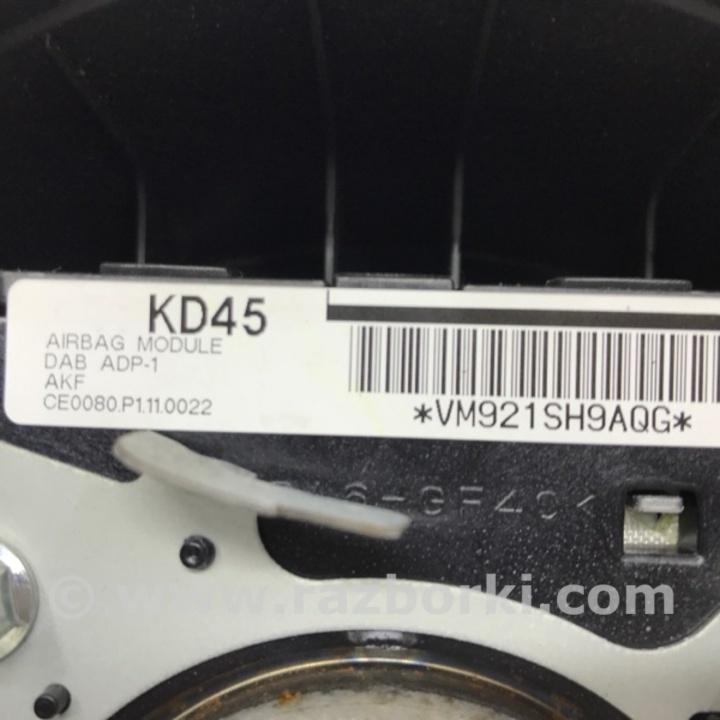 KD45
AIRBAG MODULE
DAB ADP-1
AKF
CE0080.P1.11.0022
*VM921SH9AQG*
© www.razborki.com